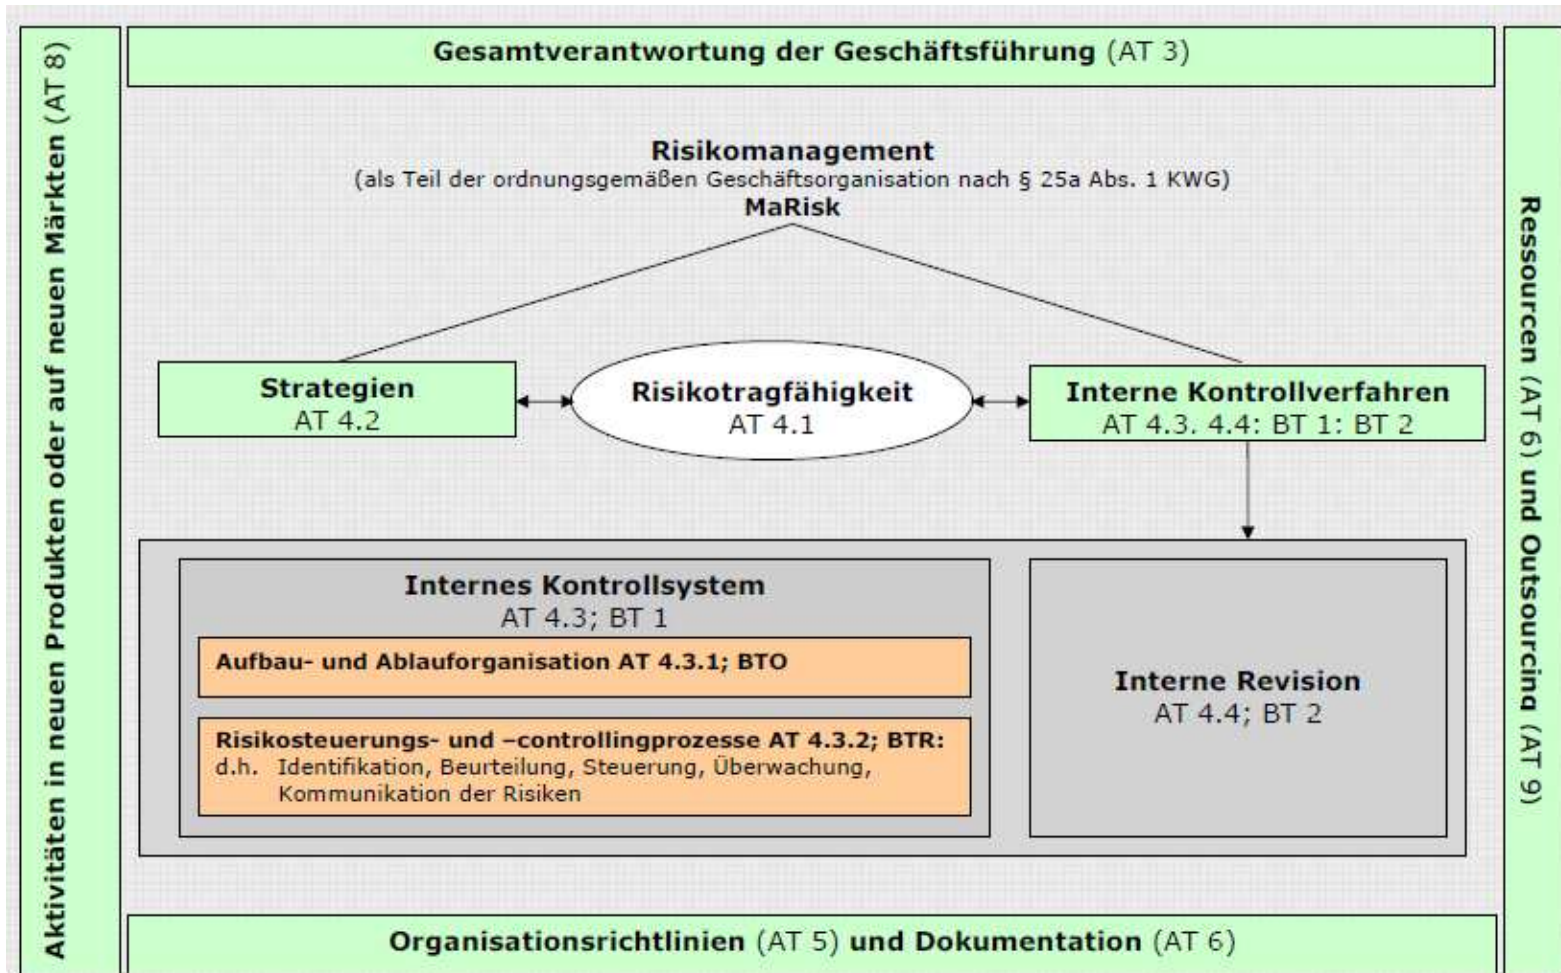 Gesamtverantwortung der Geschäftsführung (AT 3)
Aktivitäten in neuen Produkten oder auf neuen Märkten (AT 8)
Risikomanagement
(als Teil der ordnungsgemäßen Geschäftsorganisation nach § 25a Abs. 1 KWG)
MaRisk
Strategien
AT 4.2
Risikotragfähigkeit
AT 4.1
Interne Kontrollverfahren
AT 4.3. 4.4: BT 1: BT 2
Internes Kontrollsystem
AT 4.3; BT 1
Aufbau- und Ablauforganisation AT 4.3.1; BTO
Risikosteuerungs- und –controllingprozesse AT 4.3.2; BTR:
d.h. Identifikation, Beurteilung, Steuerung, Überwachung,
Kommunikation der Risiken
Interne Revision
AT 4.4; BT 2
Ressourcen (AT 6) und Outsourcing (AT 9)
Organisationsrichtlinien (AT 5) und Dokumentation (AT 6)